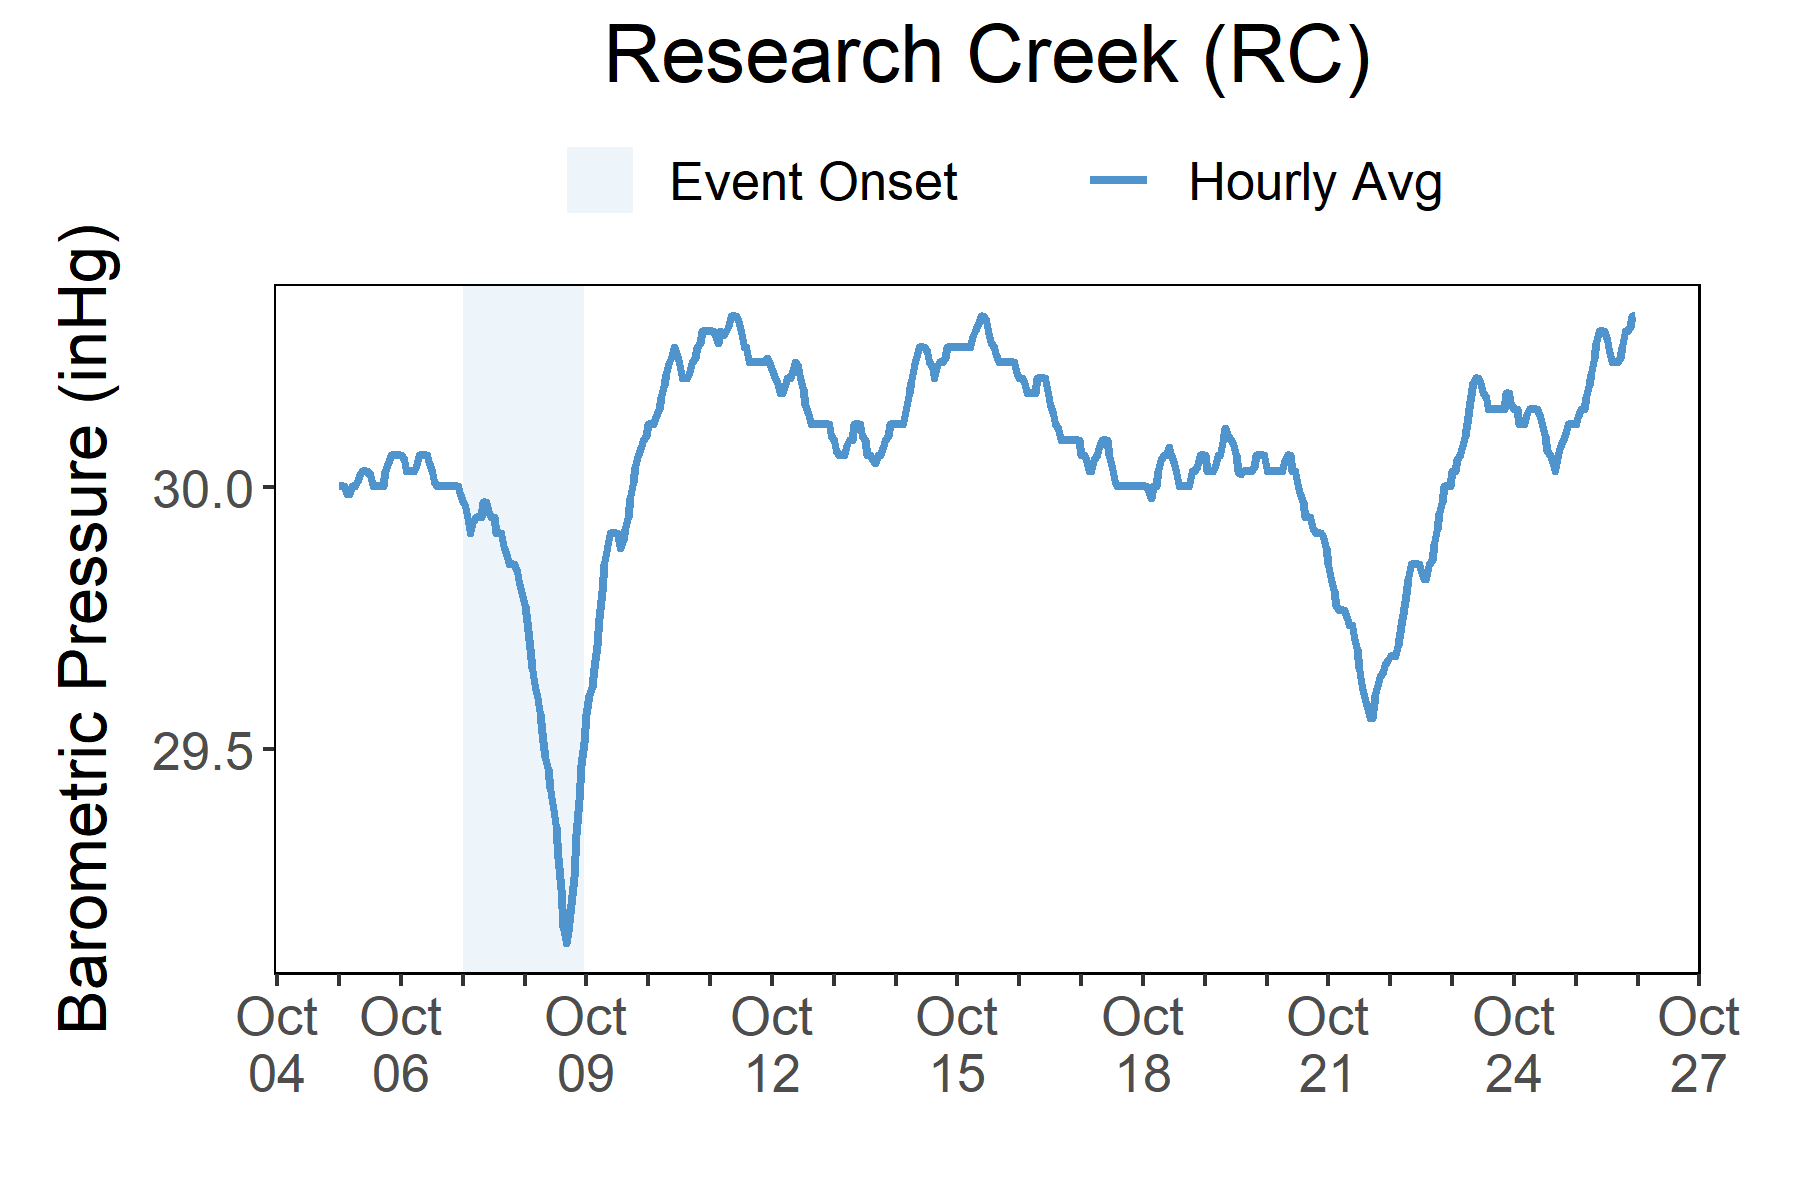 Research Creek (RC)
Event Onset
Hourly Avg
Barometric Pressure (inHg)
30.0
29.5
Oct Oct Oct Oct Oct Oct Oct Oct Oct
04 06 09 12 15 18 21 24 27